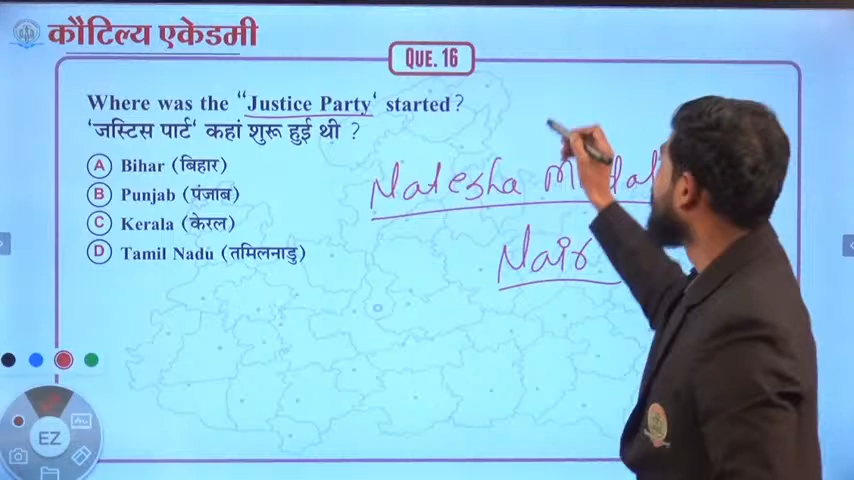 कौटिल्य एकेडमी
QUE. 16
Where was the "Justice Party' started?
'जस्टिस पार्ट' कहां शुरू हुई थी ?
A Bihar (बिहार)
B Punjab (पंजाब)
C Kerala (केरल)
D Tamil Nadu (तमिलनाडु)
Natesha
Nair
EZ